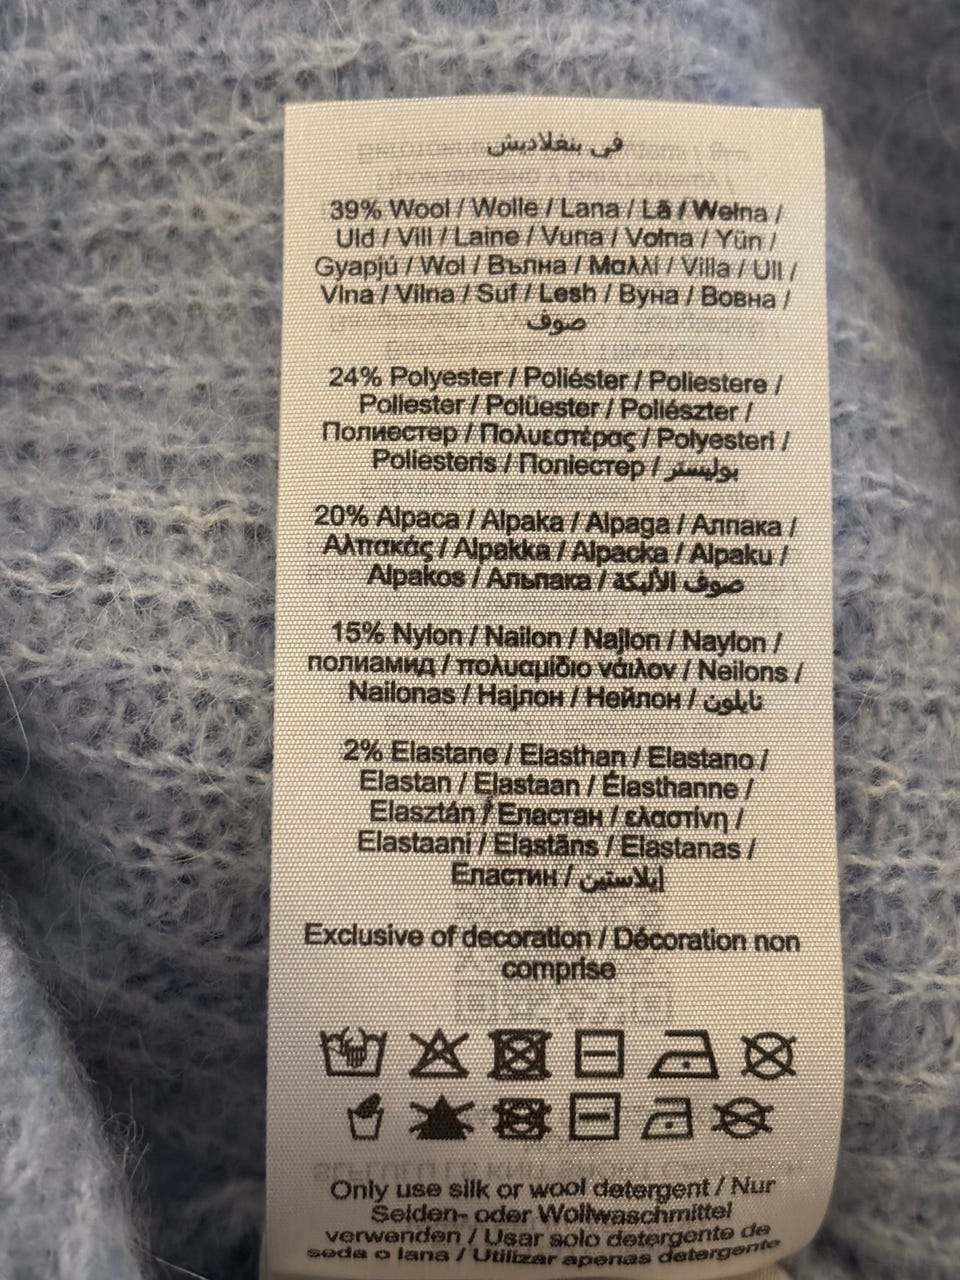 في بنغلاديش
39% Wool / Wolle / Lana / Lã / Wełna /
Uld / Vill / Laine / Vuna / Volna / Yün /
Gyapjú / Wol / Вълна / Μαλλί / Villa / Ull /
Vlna / Vilna / Suf / Lesh / Вуна / Вовна /
صوف
24% Polyester / Poliéster / Poliestere /
Poliester / Polüester / Poliészter /
Полиестер / Πολυεστέρας / Polyesteri /
Poliesteris / Поліестер / بوليستر
20% Alpaca / Alpaka / Alpaga / Алпака /
Αλπακάς / Alpakka / Alpacka / Alpaku /
Alpakos / Альпака / صوف الألبكة
15% Nylon / Nailon / Najlon / Naylon /
полиамид / πολυαμίδιο νάιλον / Neilons /
Nailonas / Најлон / Нейлон / نايلون
2% Elastane / Elasthan / Elastano /
Elastan / Elastaan / Élasthanne /
Elasztán / Еластан / ελαστίνη /
Elastaani / Elastāns / Elastanas /
Еластин / إيلاستين
Exclusive of decoration / Décoration non
comprise
Only use silk or wool detergent / Nur
Seiden- oder Wollwaschmittel
verwenden / Usar solo detergente de
seda o lana / Utilizar apenas detergente